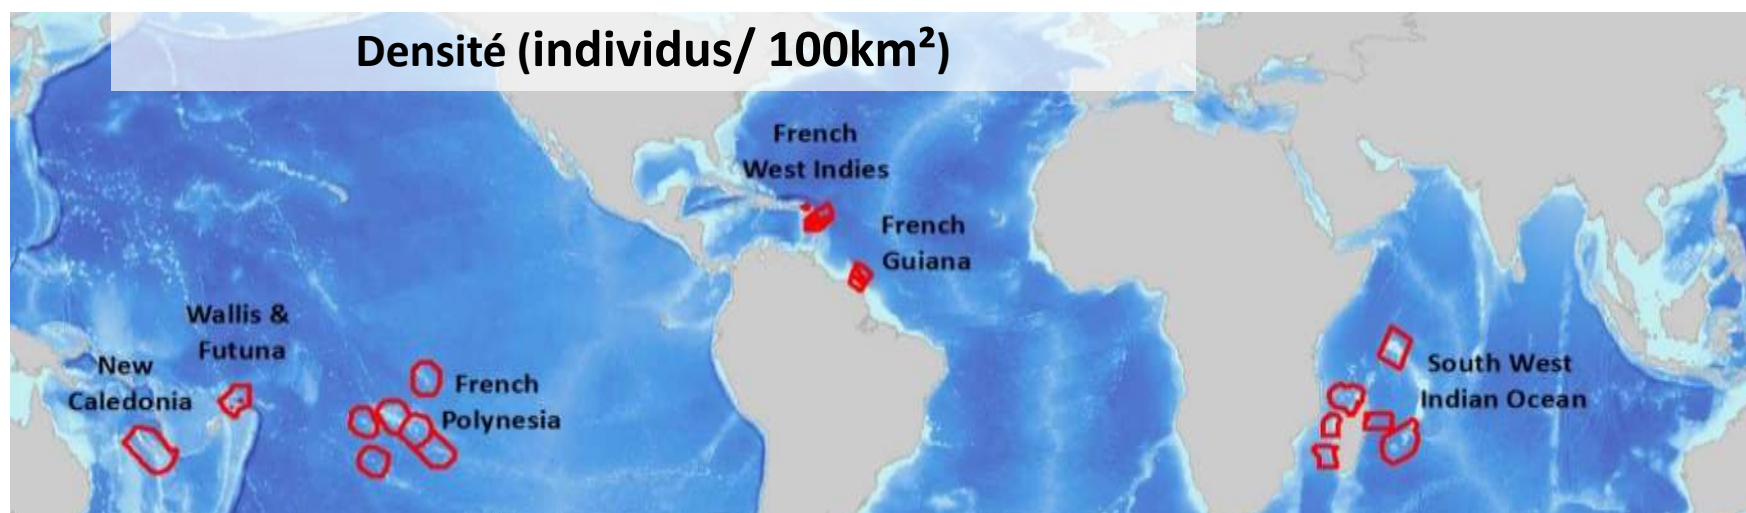 Densité (individus/ 100km²)
French
West Indies
French
Guiana
Wallis &
Futuna
New
Caledonia
French
Polynesia
South West
Indian Ocean